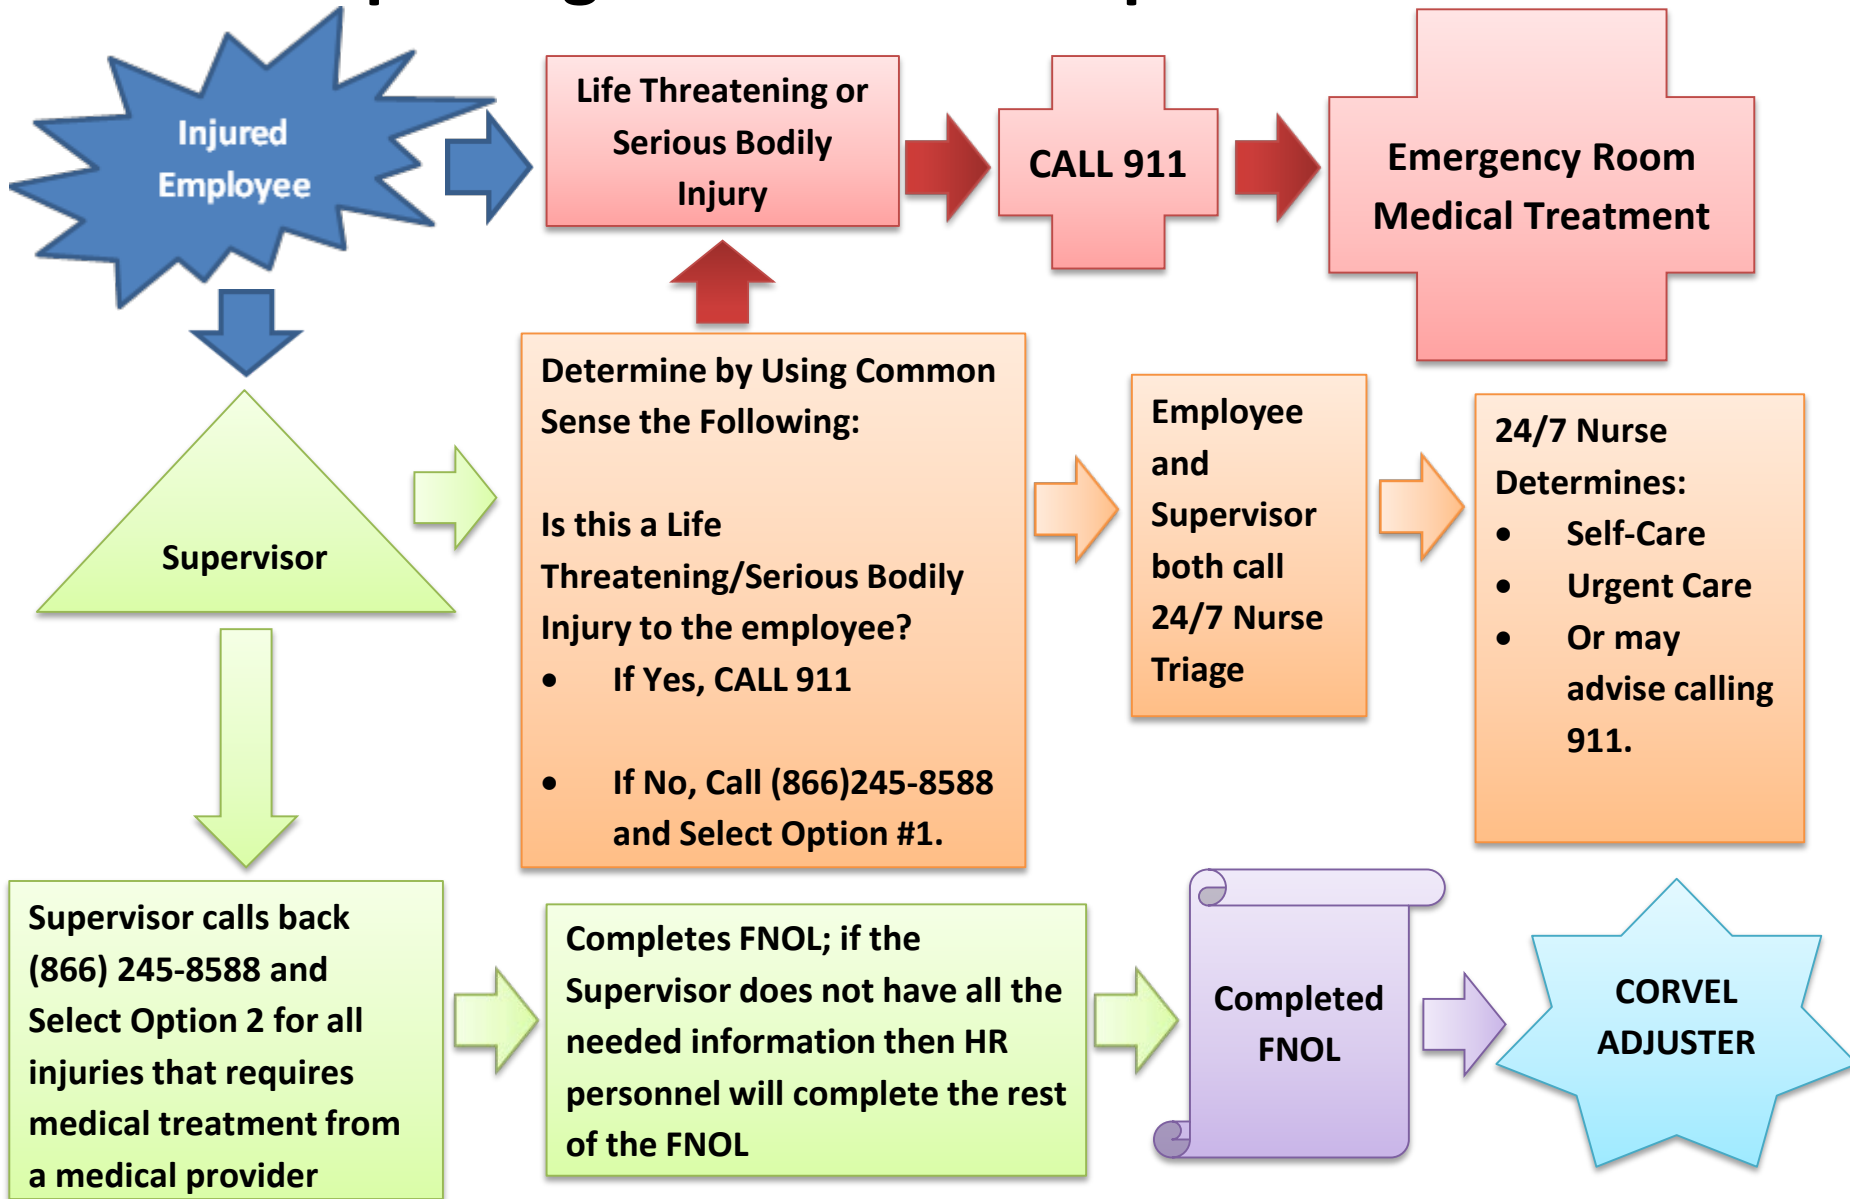 Injured
Employee
Life Threatening or
Serious Bodily
Injury
CALL 911
Emergency Room
Medical Treatment
Supervisor
Determine by Using Common
Sense the Following:
Is this a Life
Threatening/Serious Bodily
Injury to the employee?
• If Yes, CALL 911
• If No, Call (866)245-8588
and Select Option #1.
Employee
and
Supervisor
both call
24/7 Nurse
Triage
24/7 Nurse
Determines:
• Self-Care
• Urgent Care
• Or may
advise calling
911.
Supervisor calls back
(866) 245-8588 and
Select Option 2 for all
injuries that requires
medical treatment from
a medical provider
Completes FNOL; if the
Supervisor does not have all the
needed information then HR
personnel will complete the rest
of the FNOL
Completed
FNOL
CORVEL
ADJUSTER